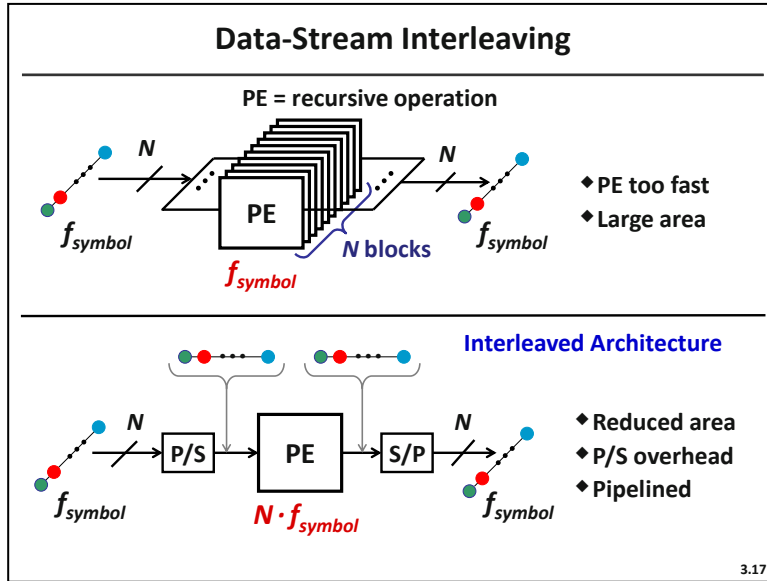 Data-Stream Interleaving
PE = recursive operation
N
N
PE
f_symbol
f_symbol
N blocks
f_symbol
◆PE too fast
◆Large area
Interleaved Architecture
N
P/S
PE
S/P
N
f_symbol
N · f_symbol
f_symbol
◆Reduced area
◆P/S overhead
◆Pipelined
3.17